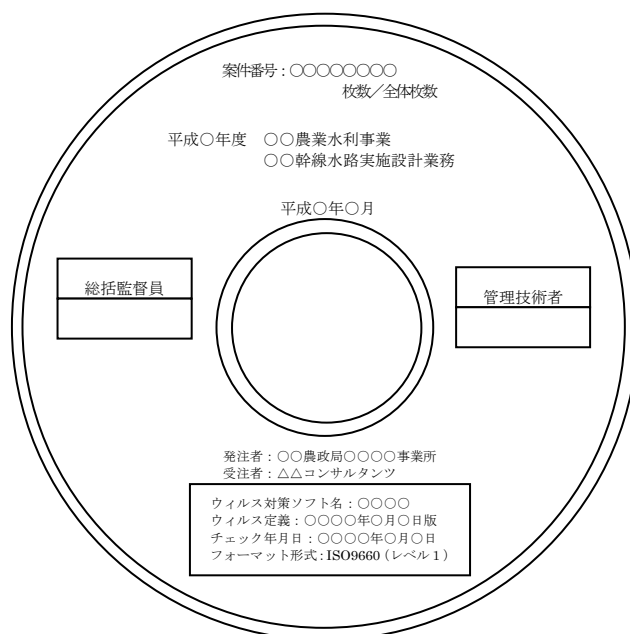 案件番号：○○○○○○○○
枚数／全体枚数
平成○年度　○○農業水利事業
○○幹線水路実施設計業務
平成○年○月
総括監督員
管理技術者
発注者：○○農政局○○○○事業所
受注者：△△コンサルタンツ
ウィルス対策ソフト名：○○○○
ウィルス定義：○○○○年○月○日版
チェック年月日：○○○○年○月○日
フォーマット形式：ISO9660（レベル１）